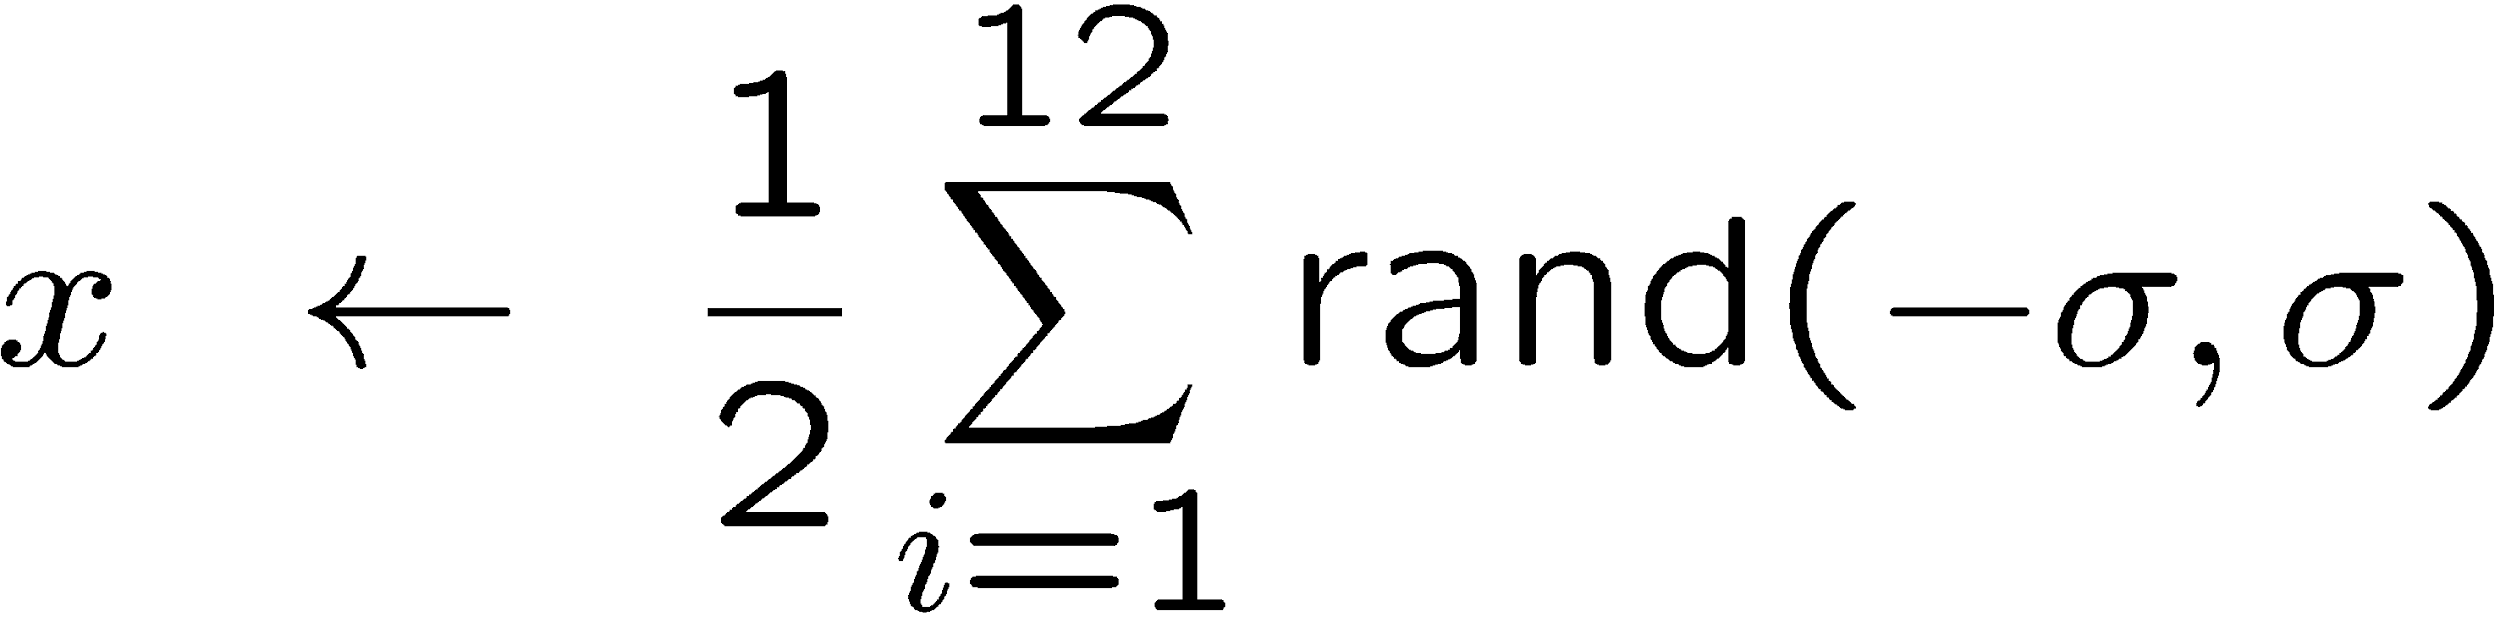 x ← 1/2 ∑_{i=1}^{12} rand(−σ, σ)